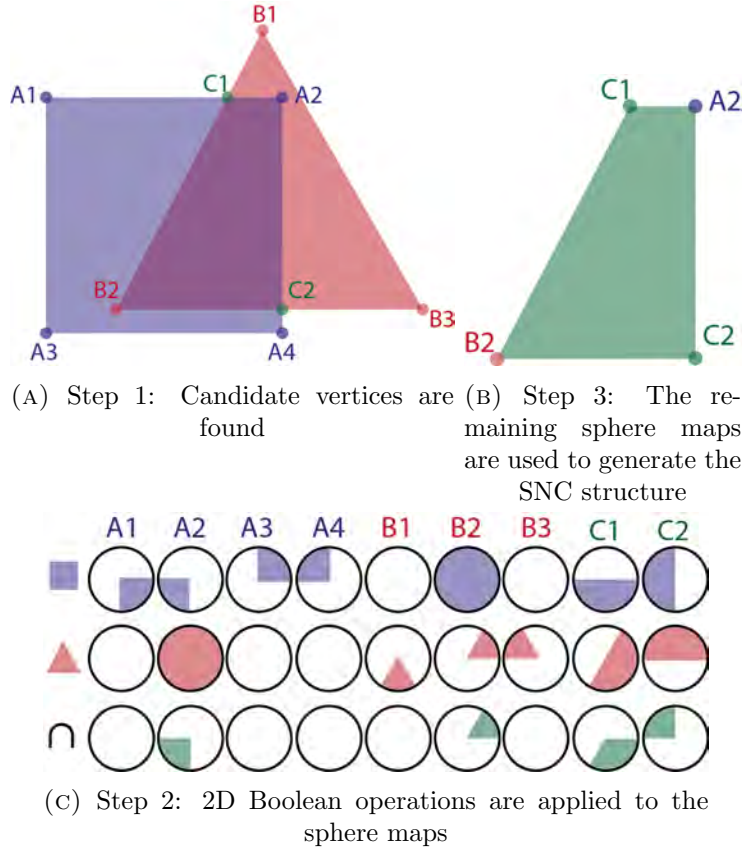 B1
C1
A1
A2
B2
C2
B3
A3
A4
C1
A2
B2
C2
(A) Step 1: Candidate vertices are found
(B) Step 3: The re-
maining sphere maps
are used to generate the
SNC structure
A1 A2 A3 A4 B1 B2 B3 C1 C2
∩
(C) Step 2: 2D Boolean operations are applied to the
sphere maps